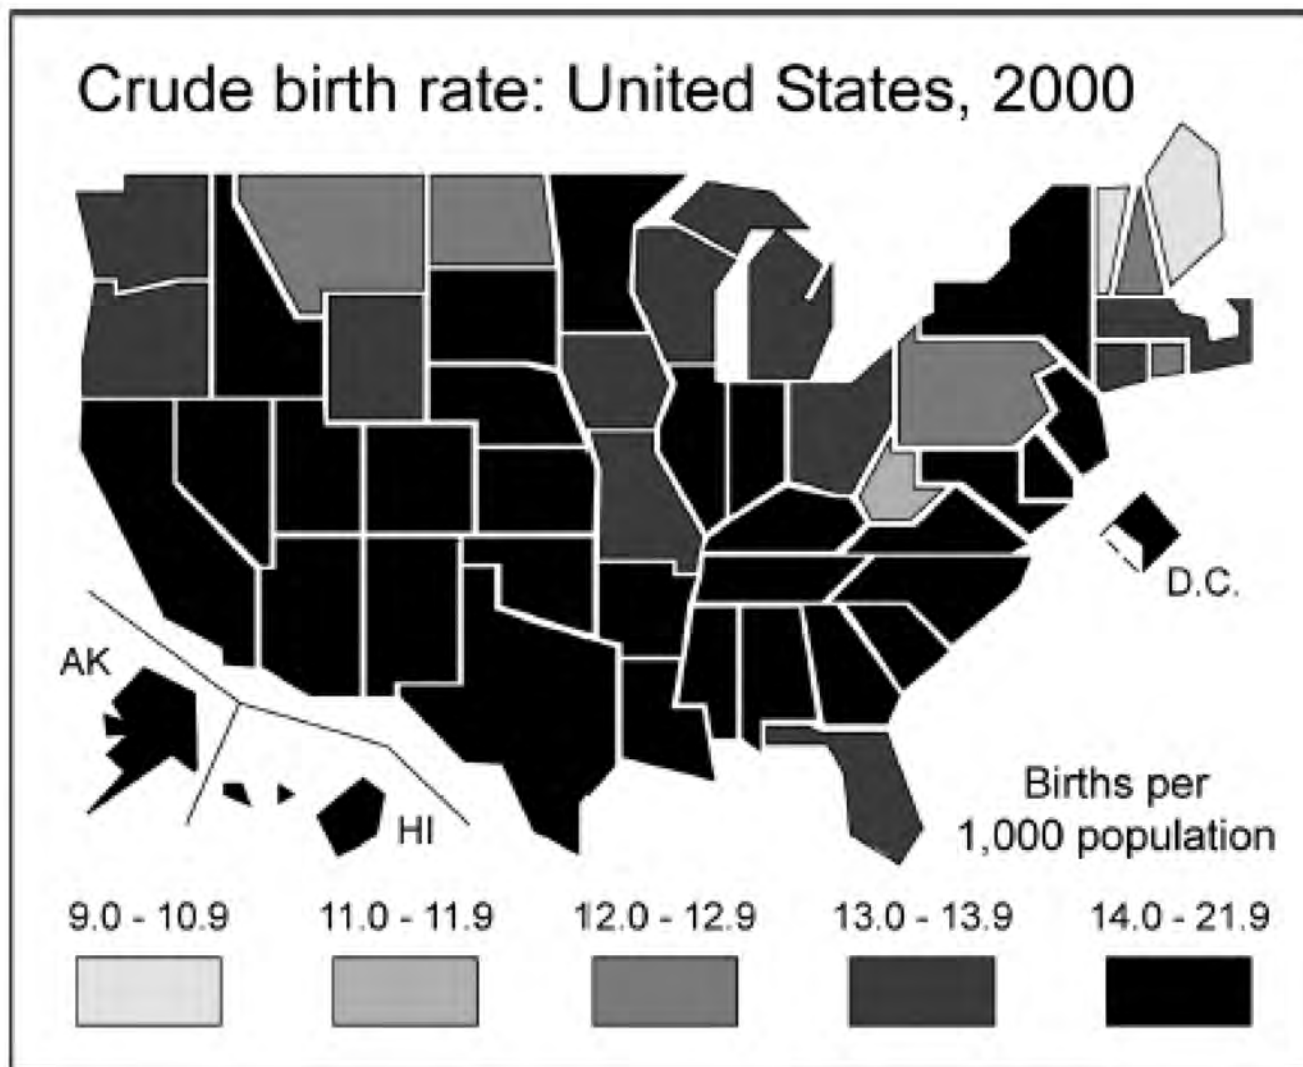 Crude birth rate: United States, 2000
D.C.
AK
HI
Births per
1,000 population
9.0 - 10.9
11.0 - 11.9
12.0 - 12.9
13.0 - 13.9
14.0 - 21.9